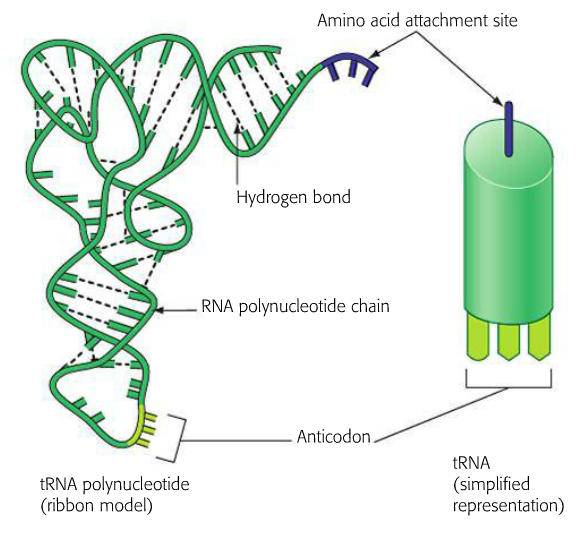 Amino acid attachment site
Hydrogen bond
RNA polynucleotide chain
Anticodon
tRNA polynucleotide
(ribbon model)
tRNA
(simplified
representation)